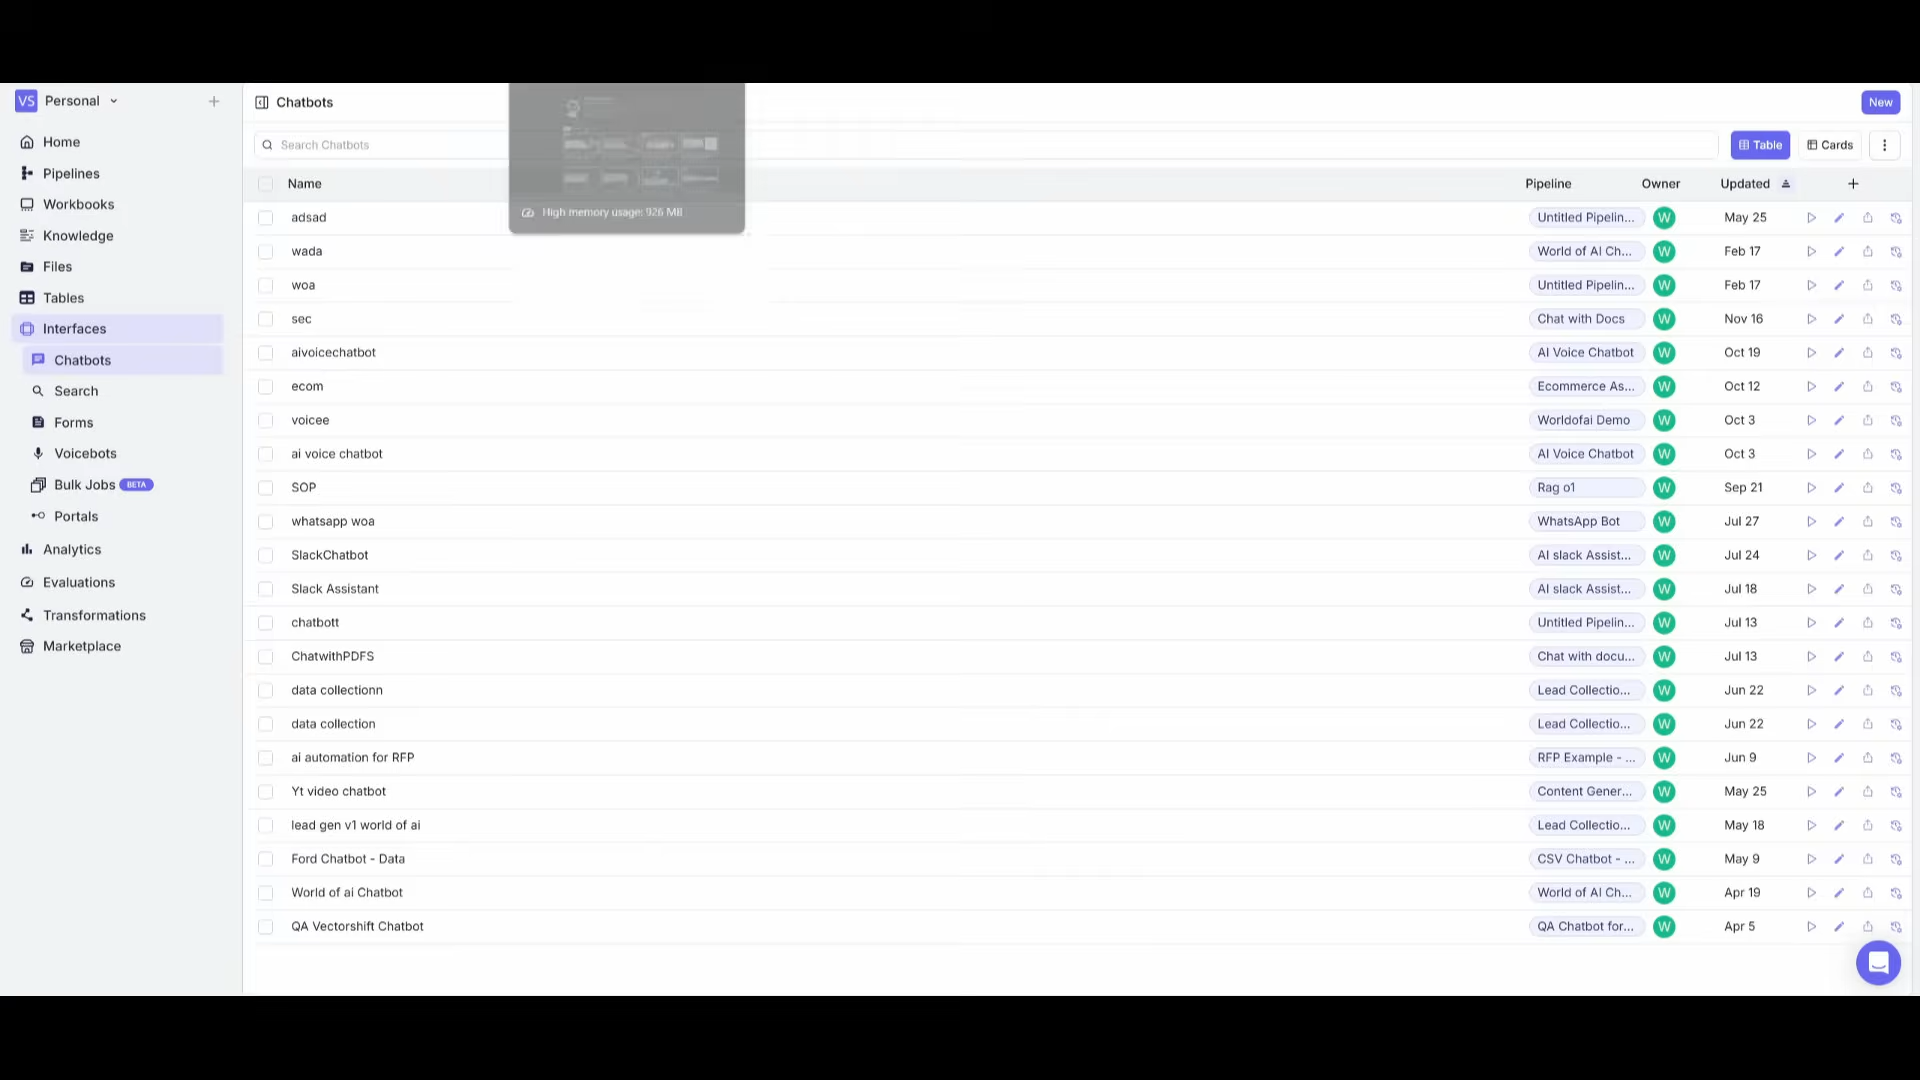 VS Personal
Home
Pipelines
Workbooks
Knowledge
Files
Tables
Interfaces
Chatbots
Search
Forms
Voicebots
Bulk Jobs BETA
Portals
Analytics
Evaluations
Transformations
Marketplace
Chatbots New
Search Chatbots Table Cards
High memory usage: 926 MB
Name Pipeline Owner Updated
adsad Untitled Pipelin... W May 25
wada World of AI Ch... W Feb 17
woa Untitled Pipelin... W Feb 17
sec Chat with Docs W Nov 16
aivoicechatbot AI Voice Chatbot W Oct 19
ecom Ecommerce As... W Oct 12
voicee Worldofai Demo W Oct 3
ai voice chatbot AI Voice Chatbot W Oct 3
SOP Rag o1 W Sep 21
whatsapp woa WhatsApp Bot W Jul 27
SlackChatbot AI slack Assist... W Jul 24
Slack Assistant AI slack Assist... W Jul 18
chatbott Untitled Pipelin... W Jul 13
ChatwithPDFS Chat with docu... W Jul 13
data collectionn Lead Collectio... W Jun 22
data collection Lead Collectio... W Jun 22
ai automation for RFP RFP Example - ... W Jun 9
Yt video chatbot Content Gener... W May 25
lead gen v1 world of ai Lead Collectio... W May 18
Ford Chatbot - Data CSV Chatbot - ... W May 9
World of ai Chatbot World of AI Ch... W Apr 19
QA Vectorshift Chatbot QA Chatbot for... W Apr 5